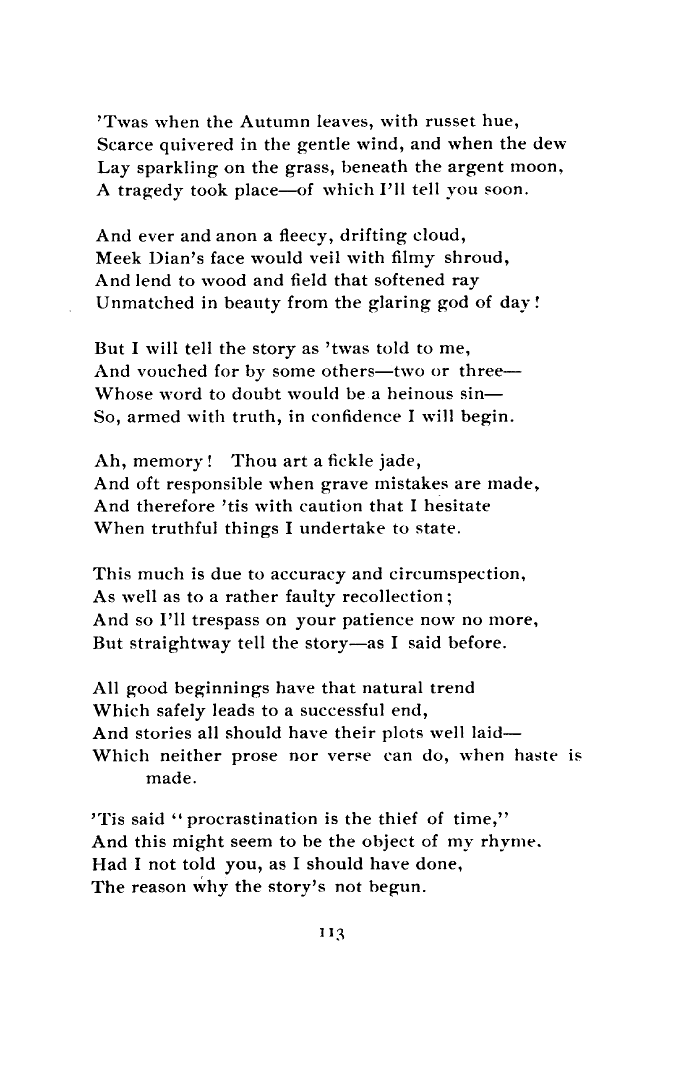 ’Twas when the Autumn leaves, with russet hue,
Scarce quivered in the gentle wind, and when the dew
Lay sparkling on the grass, beneath the argent moon,
A tragedy took place—of which I’ll tell you soon.

And ever and anon a fleecy, drifting cloud,
Meek Dian’s face would veil with filmy shroud,
And lend to wood and field that softened ray
Unmatched in beauty from the glaring god of day!

But I will tell the story as ’twas told to me,
And vouched for by some others—two or three—
Whose word to doubt would be a heinous sin—
So, armed with truth, in confidence I will begin.

Ah, memory! Thou art a fickle jade,
And oft responsible when grave mistakes are made,
And therefore ’tis with caution that I hesitate
When truthful things I undertake to state.

This much is due to accuracy and circumspection,
As well as to a rather faulty recollection;
And so I’ll trespass on your patience now no more,
But straightway tell the story—as I said before.

All good beginnings have that natural trend
Which safely leads to a successful end,
And stories all should have their plots well laid—
Which neither prose nor verse can do, when haste is
made.

’Tis said “procrastination is the thief of time,”
And this might seem to be the object of my rhyme.
Had I not told you, as I should have done,
The reason why the story’s not begun.

113